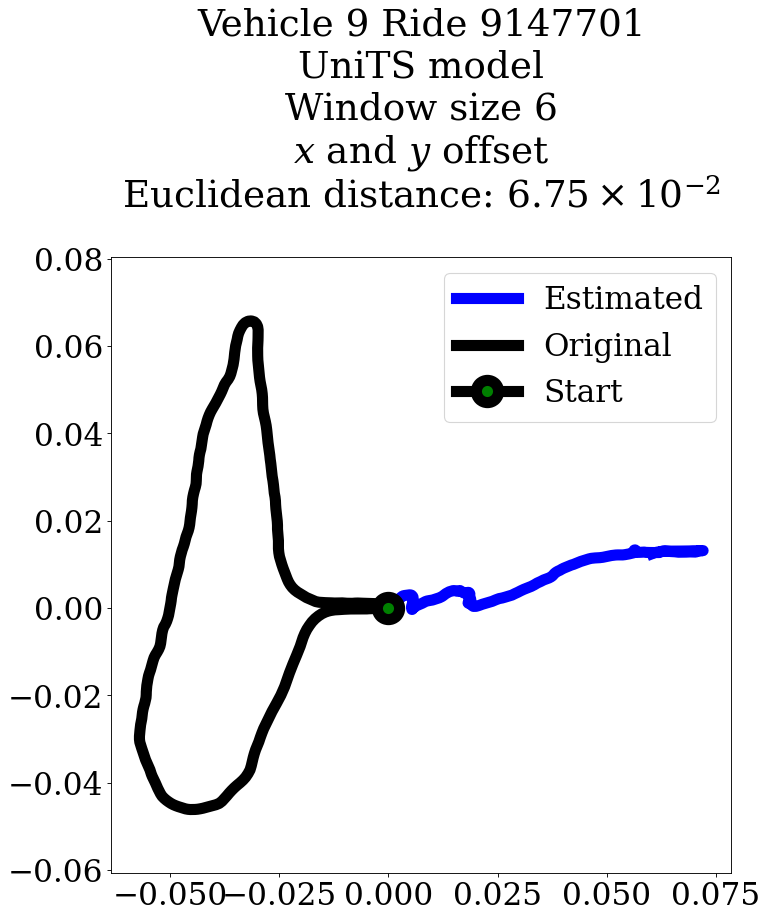 Vehicle 9 Ride 9147701
UniTS model
Window size 6
x and y offset
Euclidean distance: 6.75 × 10⁻²
Estimated
Original
Start
0.08
0.06
0.04
0.02
0.00
−0.02
−0.04
−0.06
−0.050 −0.025 0.000 0.025 0.050 0.075